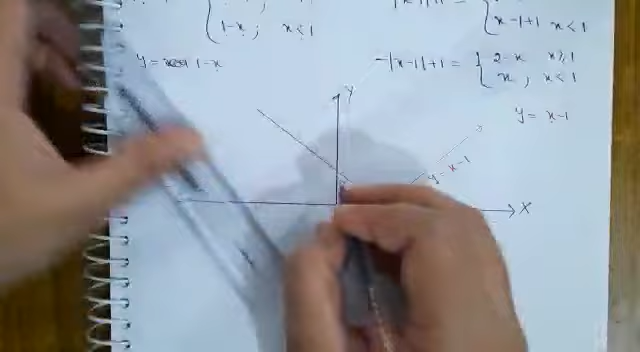 1-x ; x<1
x-1+1 x<1
y = 1-x
-|x-1|+1 = { 2-x x≥1
x , x<1
Y
y = x-1
y = x-1
X